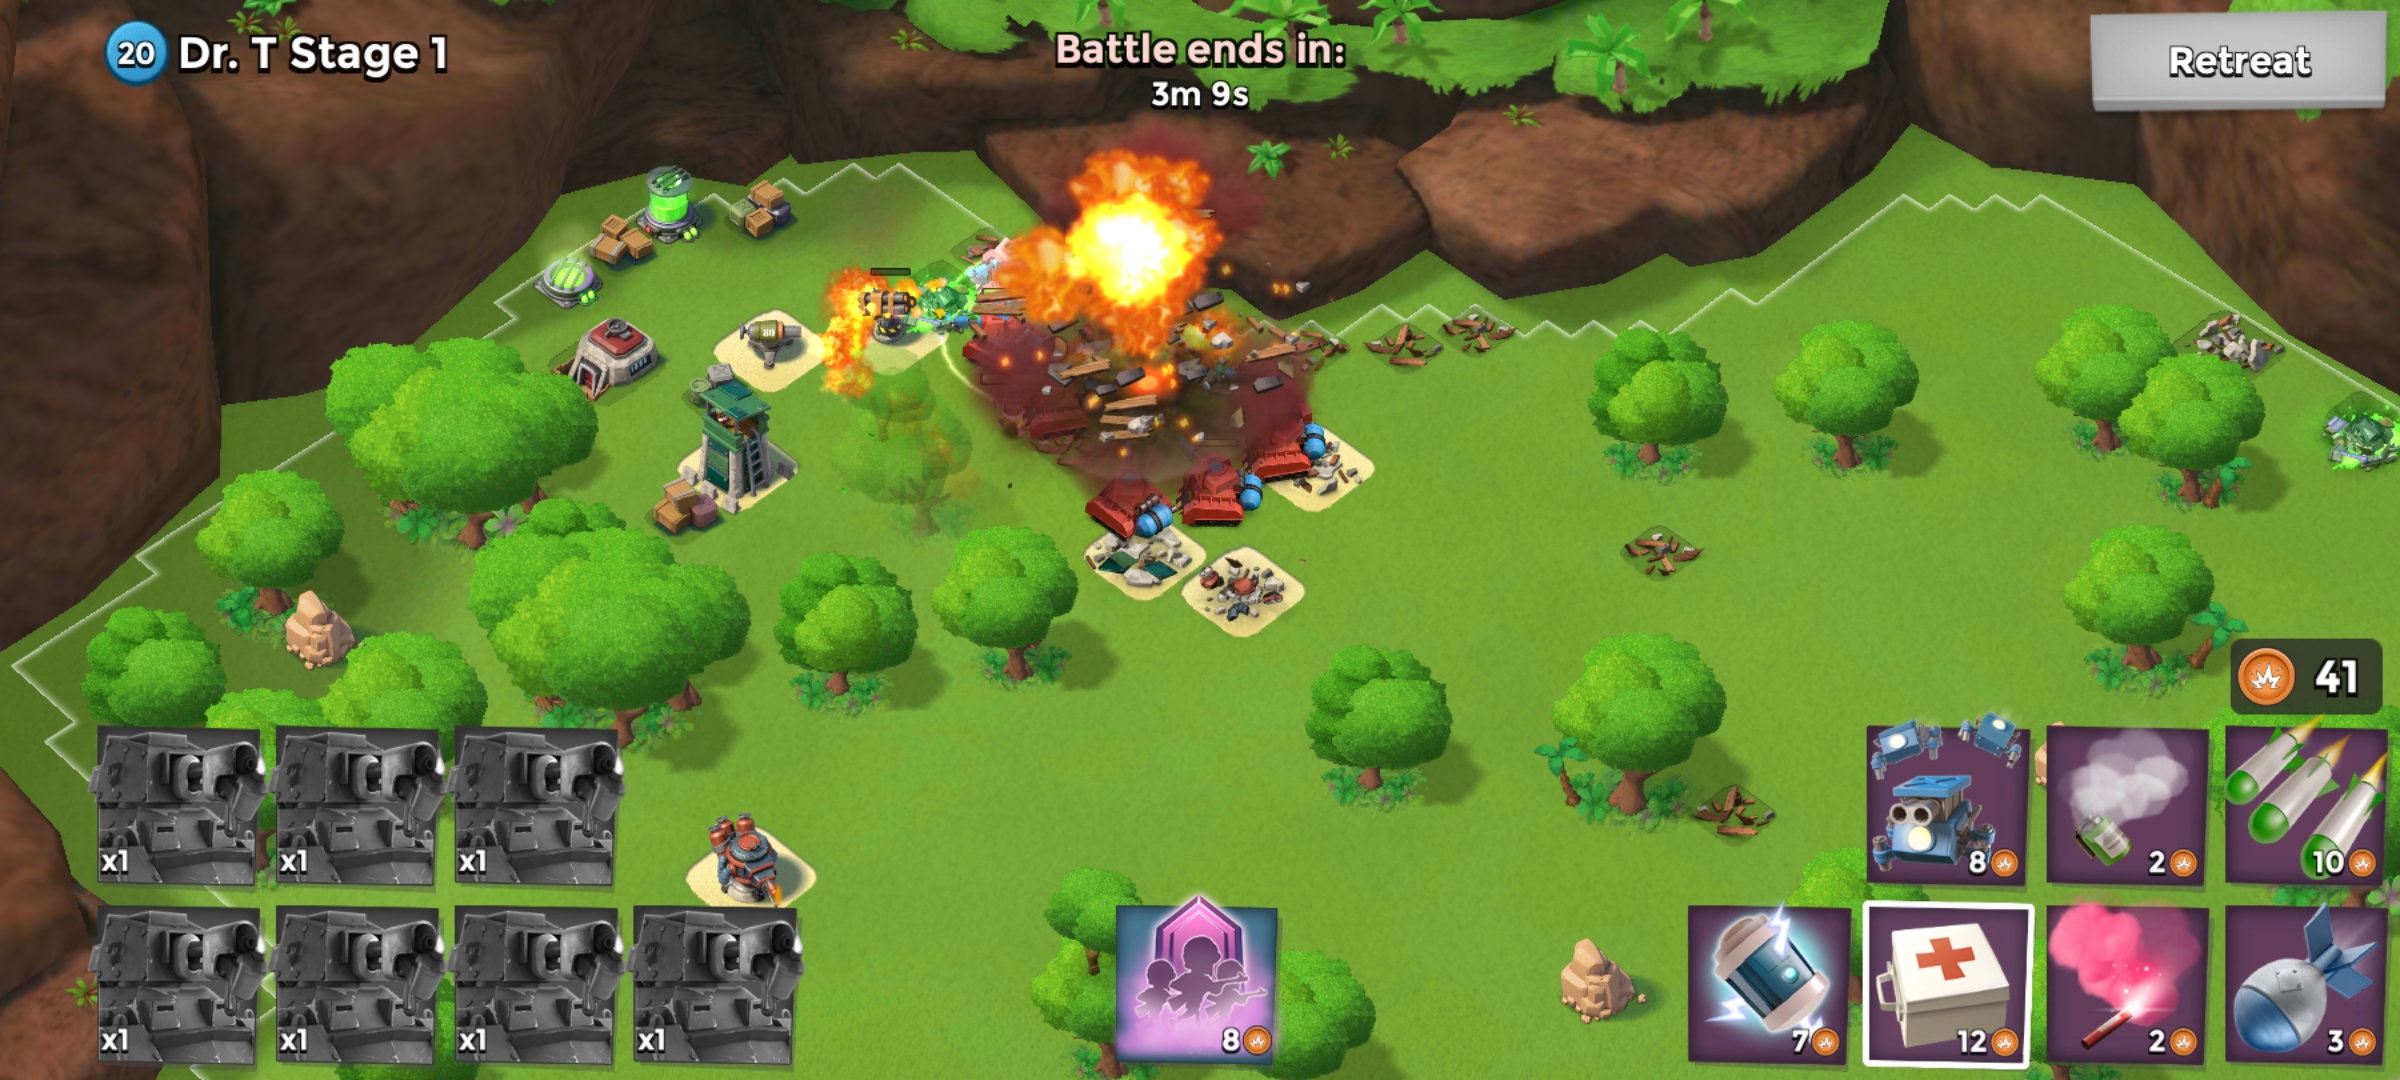 20 Dr. T Stage 1
Battle ends in:
3m 9s
Retreat
41
x1 x1 x1
8 2 10
x1 x1 x1 x1
8
7 12 2 3